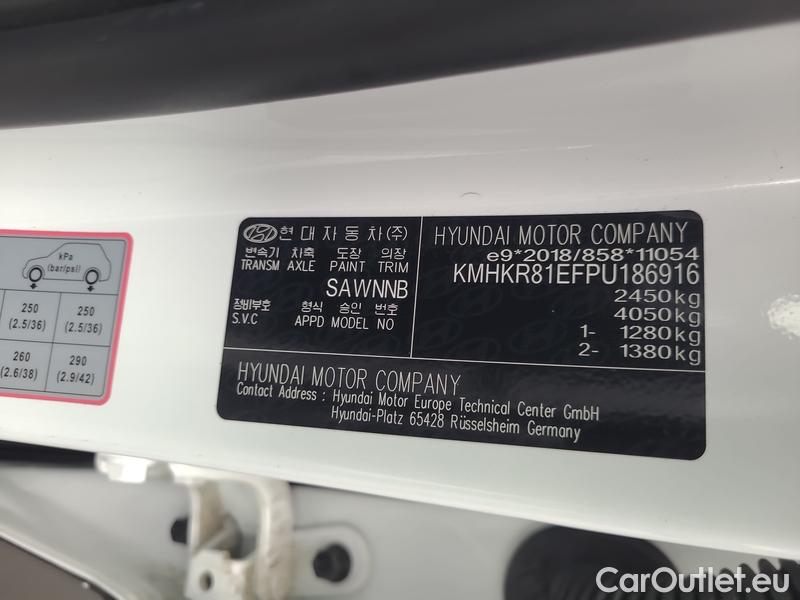 kPa
(bar/psi)
250 250
(2.5/36) (2.5/36)
260 290
(2.6/38) (2.9/42)
현대자동차(주)
변속기 차축 도장 의장
TRANSM AXLE PAINT TRIM
SAWNNB
정비부호 형식 승인 번호
S.V.C APPD MODEL NO
HYUNDAI MOTOR COMPANY
e9*2018/858*11054
KMHKR81EFPU186916
2450kg
4050kg
1- 1280kg
2- 1380kg
HYUNDAI MOTOR COMPANY
Contact Address : Hyundai Motor Europe Technical Center GmbH
Hyundai-Platz 65428 Rüsselsheim Germany
CarOutlet.eu